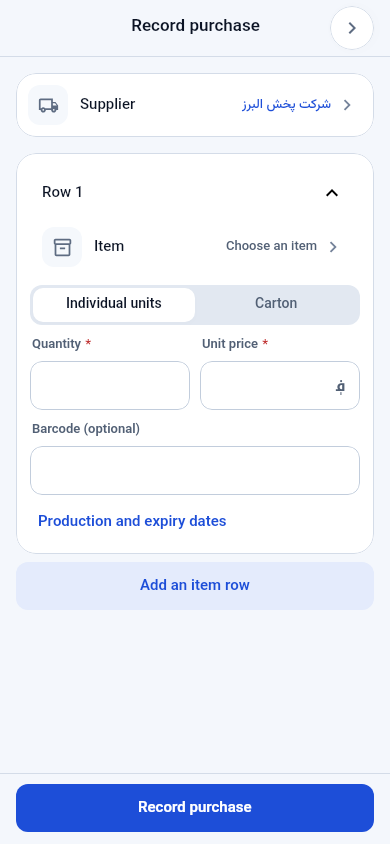 Record purchase
Supplier
شرکت پخش البرز
Row 1
Item
Choose an item
Individual units
Carton
Quantity *
Unit price *
؋
Barcode (optional)
Production and expiry dates
Add an item row
Record purchase